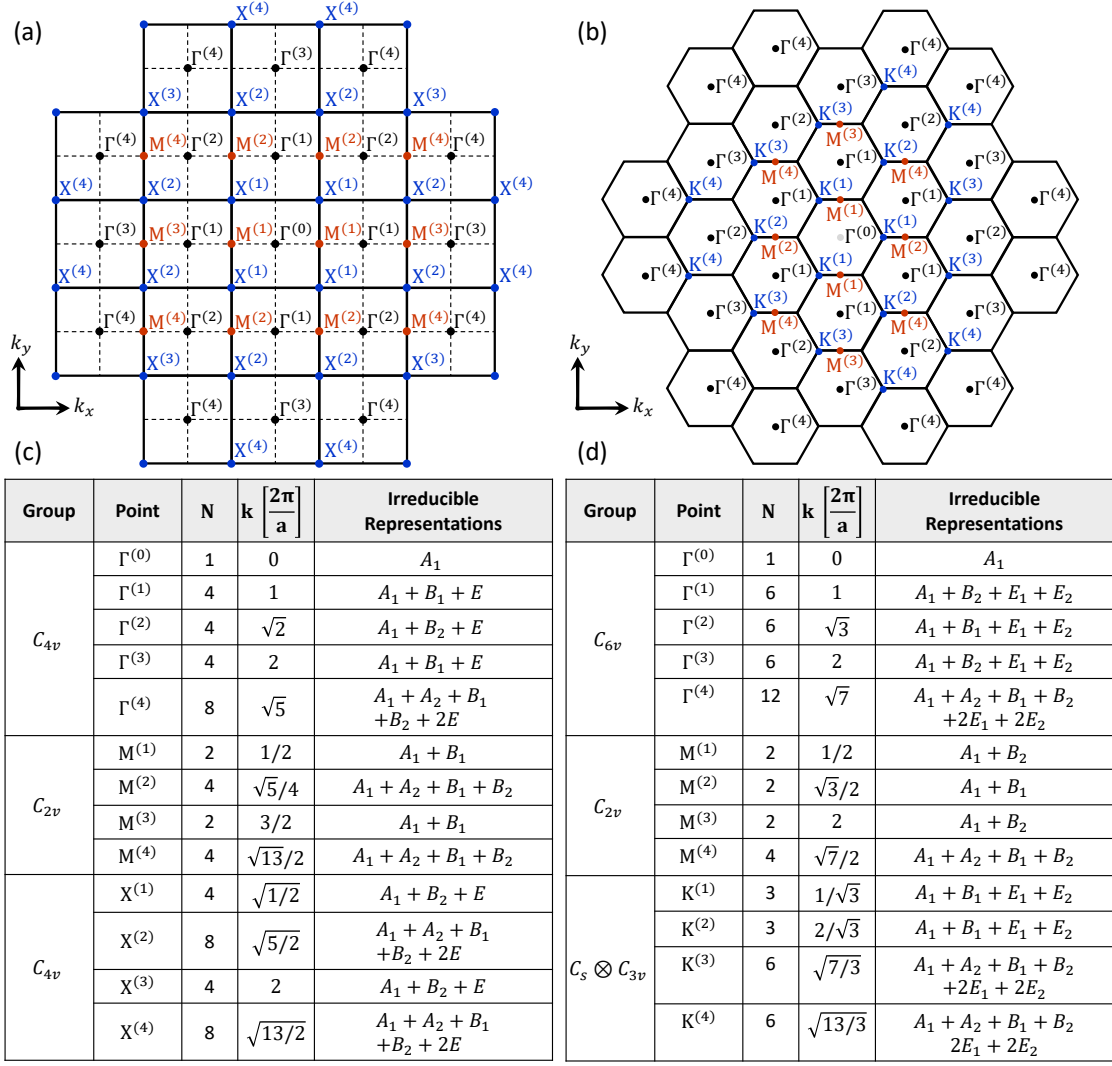 (a)
X⁽⁴⁾ X⁽⁴⁾
Γ⁽⁴⁾ Γ⁽³⁾ Γ⁽⁴⁾
X⁽³⁾ X⁽²⁾ X⁽²⁾ X⁽³⁾
Γ⁽⁴⁾ M⁽⁴⁾ Γ⁽²⁾ M⁽²⁾ Γ⁽¹⁾ M⁽²⁾ Γ⁽²⁾ M⁽⁴⁾ Γ⁽⁴⁾
X⁽⁴⁾ X⁽²⁾ X⁽¹⁾ X⁽¹⁾ X⁽²⁾ X⁽⁴⁾
Γ⁽³⁾ M⁽³⁾ Γ⁽¹⁾ M⁽¹⁾ Γ⁽⁰⁾ M⁽¹⁾ Γ⁽¹⁾ M⁽³⁾ Γ⁽³⁾
X⁽⁴⁾ X⁽²⁾ X⁽¹⁾ X⁽¹⁾ X⁽²⁾ X⁽⁴⁾
Γ⁽⁴⁾ M⁽⁴⁾ Γ⁽²⁾ M⁽²⁾ Γ⁽¹⁾ M⁽²⁾ Γ⁽²⁾ M⁽⁴⁾ Γ⁽⁴⁾
X⁽³⁾ X⁽²⁾ X⁽²⁾ X⁽³⁾
Γ⁽⁴⁾ Γ⁽³⁾ Γ⁽⁴⁾
X⁽⁴⁾ X⁽⁴⁾
k_y
k_x
(b)
Γ⁽⁴⁾ Γ⁽⁴⁾
K⁽⁴⁾
Γ⁽⁴⁾ Γ⁽³⁾ Γ⁽⁴⁾
K⁽³⁾ K⁽⁴⁾
Γ⁽²⁾ Γ⁽²⁾
M⁽³⁾
K⁽³⁾ K⁽²⁾
Γ⁽³⁾ Γ⁽¹⁾ Γ⁽³⁾
M⁽⁴⁾ M⁽⁴⁾
K⁽⁴⁾ K⁽¹⁾ K⁽³⁾
Γ⁽⁴⁾ Γ⁽¹⁾ Γ⁽¹⁾ Γ⁽⁴⁾
M⁽¹⁾
K⁽²⁾ K⁽¹⁾
Γ⁽²⁾ Γ⁽⁰⁾ Γ⁽²⁾
M⁽²⁾ M⁽²⁾
K⁽⁴⁾ K⁽¹⁾ K⁽³⁾
Γ⁽⁴⁾ Γ⁽¹⁾ Γ⁽¹⁾ Γ⁽⁴⁾
M⁽¹⁾
K⁽³⁾ K⁽²⁾
Γ⁽³⁾ Γ⁽¹⁾ Γ⁽³⁾
M⁽⁴⁾ M⁽⁴⁾
K⁽³⁾ K⁽⁴⁾
Γ⁽²⁾ Γ⁽²⁾
M⁽³⁾
K⁽⁴⁾
Γ⁽⁴⁾ Γ⁽³⁾ Γ⁽⁴⁾
Γ⁽⁴⁾ Γ⁽⁴⁾
k_y
k_x
(c)
Group Point N k [2π/a] Irreducible
Representations
C₄ᵥ
Γ⁽⁰⁾ 1 0 A₁
Γ⁽¹⁾ 4 1 A₁ + B₁ + E
Γ⁽²⁾ 4 √2 A₁ + B₂ + E
Γ⁽³⁾ 4 2 A₁ + B₁ + E
Γ⁽⁴⁾ 8 √5 A₁ + A₂ + B₁
+B₂ + 2E
C₂ᵥ
M⁽¹⁾ 2 1/2 A₁ + B₁
M⁽²⁾ 4 √5/4 A₁ + A₂ + B₁ + B₂
M⁽³⁾ 2 3/2 A₁ + B₁
M⁽⁴⁾ 4 √13/2 A₁ + A₂ + B₁ + B₂
C₄ᵥ
X⁽¹⁾ 4 √(1/2) A₁ + B₂ + E
X⁽²⁾ 8 √(5/2) A₁ + A₂ + B₁
+B₂ + 2E
X⁽³⁾ 4 2 A₁ + B₂ + E
X⁽⁴⁾ 8 √(13/2) A₁ + A₂ + B₁
+B₂ + 2E
(d)
Group Point N k [2π/a] Irreducible
Representations
C₆ᵥ
Γ⁽⁰⁾ 1 0 A₁
Γ⁽¹⁾ 6 1 A₁ + B₂ + E₁ + E₂
Γ⁽²⁾ 6 √3 A₁ + B₁ + E₁ + E₂
Γ⁽³⁾ 6 2 A₁ + B₂ + E₁ + E₂
Γ⁽⁴⁾ 12 √7 A₁ + A₂ + B₁ + B₂
+2E₁ + 2E₂
C₂ᵥ
M⁽¹⁾ 2 1/2 A₁ + B₂
M⁽²⁾ 2 √3/2 A₁ + B₁
M⁽³⁾ 2 2 A₁ + B₂
M⁽⁴⁾ 4 √7/2 A₁ + A₂ + B₁ + B₂
Cₛ ⊗ C₃ᵥ
K⁽¹⁾ 3 1/√3 A₁ + B₁ + E₁ + E₂
K⁽²⁾ 3 2/√3 A₁ + B₁ + E₁ + E₂
K⁽³⁾ 6 √(7/3) A₁ + A₂ + B₁ + B₂
+2E₁ + 2E₂
K⁽⁴⁾ 6 √(13/3) A₁ + A₂ + B₁ + B₂
2E₁ + 2E₂